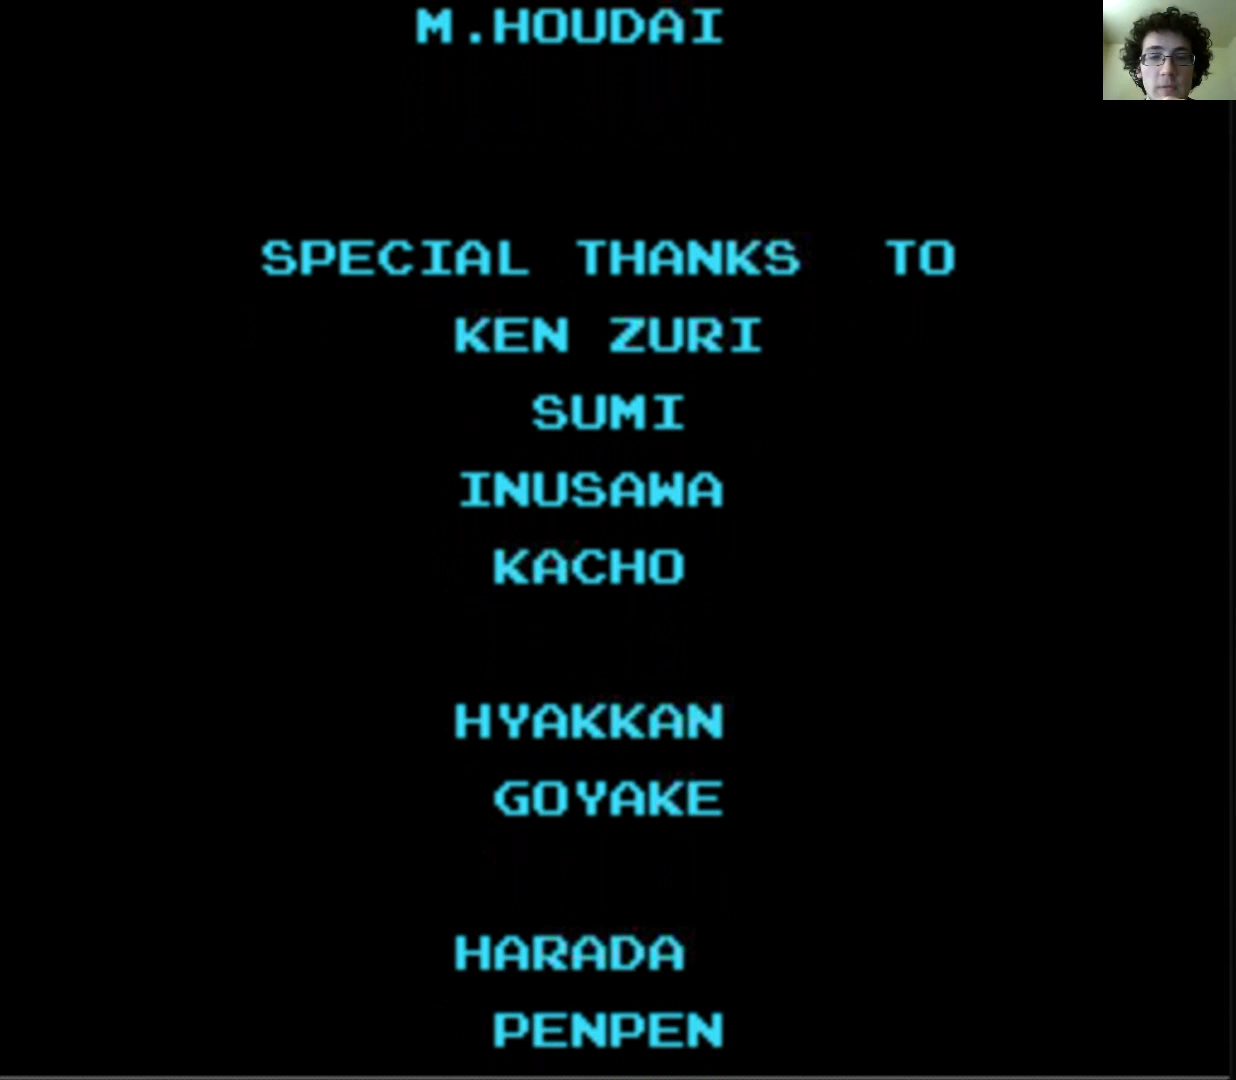 M.HOUDAI
SPECIAL THANKS TO
KEN ZURI
SUMI
INUSAWA
KACHO
HYAKKAN
GOYAKE
HARADA
PENPEN